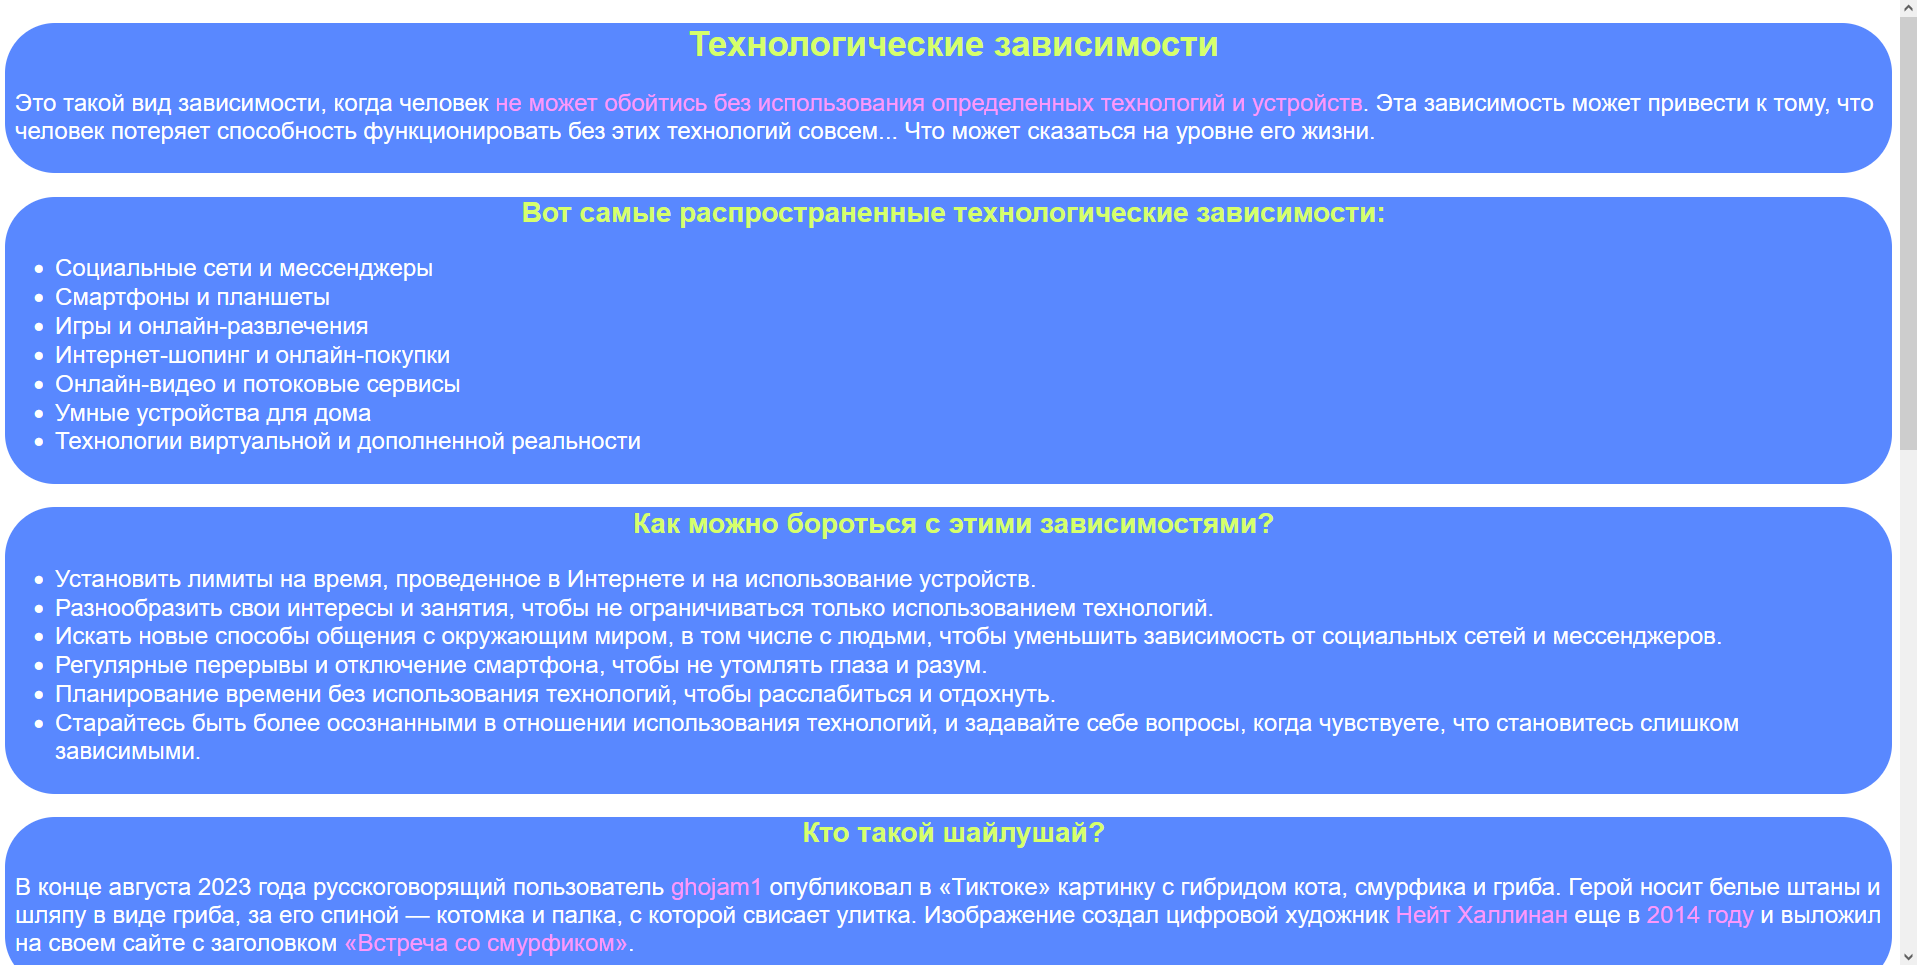 Технологические зависимости
Это такой вид зависимости, когда человек не может обойтись без использования определенных технологий и устройств. Эта зависимость может привести к тому, что
человек потеряет способность функционировать без этих технологий совсем... Что может сказаться на уровне его жизни.
Вот самые распространенные технологические зависимости:
Социальные сети и мессенджеры
Смартфоны и планшеты
Игры и онлайн-развлечения
Интернет-шопинг и онлайн-покупки
Онлайн-видео и потоковые сервисы
Умные устройства для дома
Технологии виртуальной и дополненной реальности
Как можно бороться с этими зависимостями?
Установить лимиты на время, проведенное в Интернете и на использование устройств.
Разнообразить свои интересы и занятия, чтобы не ограничиваться только использованием технологий.
Искать новые способы общения с окружающим миром, в том числе с людьми, чтобы уменьшить зависимость от социальных сетей и мессенджеров.
Регулярные перерывы и отключение смартфона, чтобы не утомлять глаза и разум.
Планирование времени без использования технологий, чтобы расслабиться и отдохнуть.
Старайтесь быть более осознанными в отношении использования технологий, и задавайте себе вопросы, когда чувствуете, что становитесь слишком
зависимыми.
Кто такой шайлушай?
В конце августа 2023 года русскоговорящий пользователь ghojam1 опубликовал в «Тиктоке» картинку с гибридом кота, смурфика и гриба. Герой носит белые штаны и
шляпу в виде гриба, за его спиной — котомка и палка, с которой свисает улитка. Изображение создал цифровой художник Нейт Халлинан еще в 2014 году и выложил
на своем сайте с заголовком «Встреча со смурфиком».